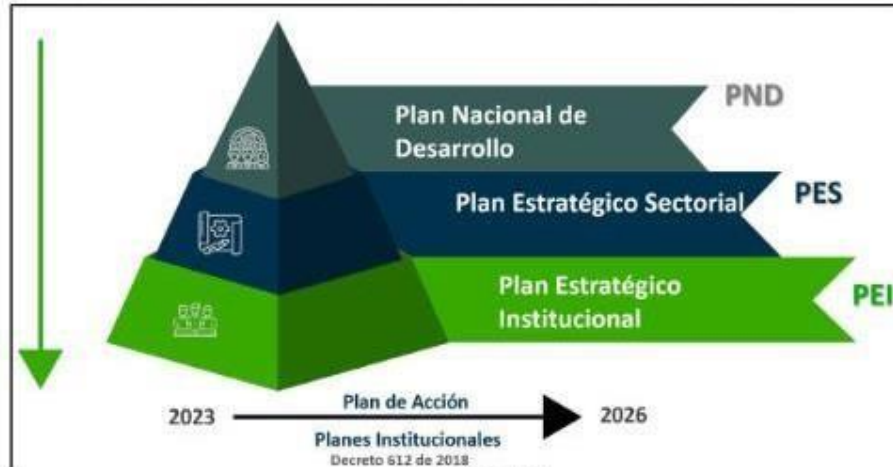 PND
Plan Nacional de
Desarrollo
Plan Estratégico Sectorial
PES
Plan Estratégico
Institucional
PEI
2023
Plan de Acción
2026
Planes Institucionales
Decreto 612 de 2018